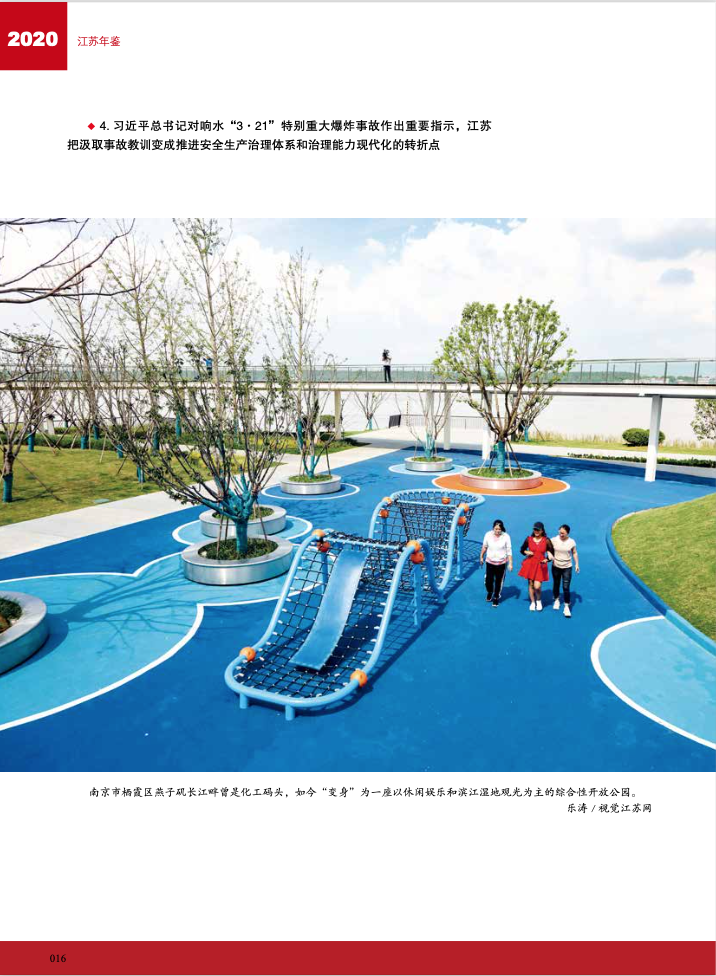 2020
江苏年鉴
◆ 4. 习近平总书记对响水“3·21”特别重大爆炸事故作出重要指示，江苏
把汲取事故教训变成推进安全生产治理体系和治理能力现代化的转折点
南京市栖霞区燕子矶长江畔曾是化工码头，如今“变身”为一座以休闲娱乐和滨江湿地观光为主的综合性开放公园。
乐涛 / 视觉江苏网
016